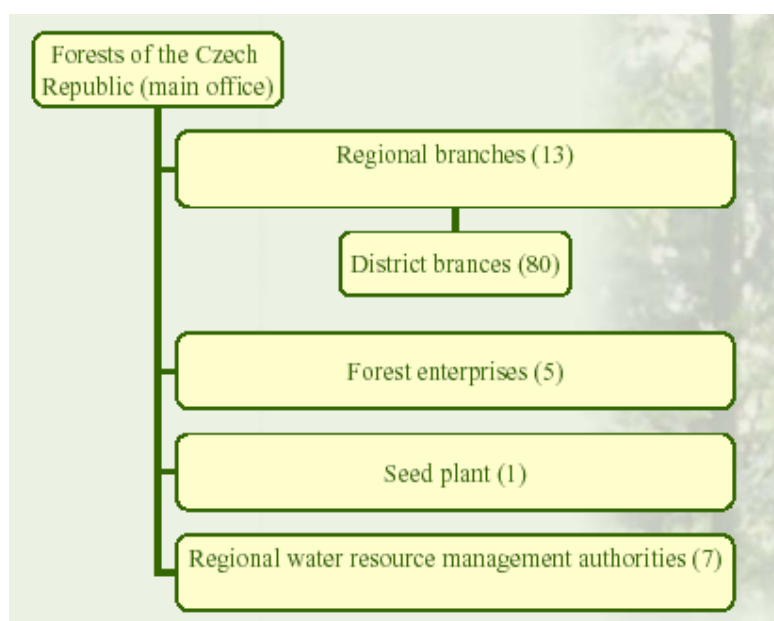 Forests of the Czech
Republic (main office)
Regional branches (13)
District brances (80)
Forest enterprises (5)
Seed plant (1)
Regional water resource management authorities (7)